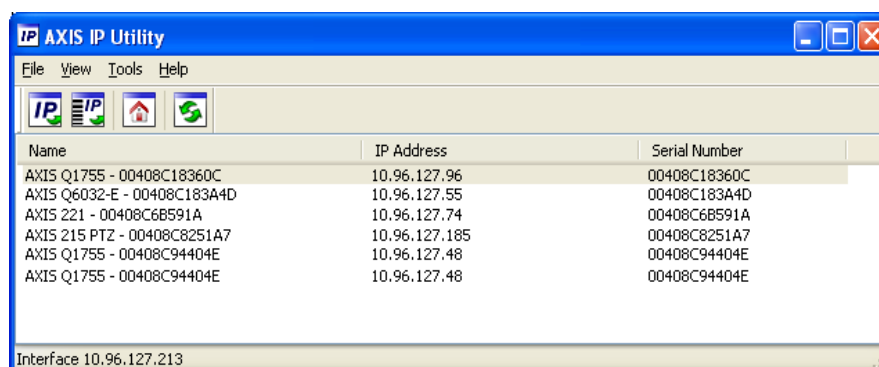 IP AXIS IP Utility
File View Tools Help
IP IP
Name IP Address Serial Number
AXIS Q1755 - 00408C18360C 10.96.127.96 00408C18360C
AXIS Q6032-E - 00408C183A4D 10.96.127.55 00408C183A4D
AXIS 221 - 00408C6B591A 10.96.127.74 00408C6B591A
AXIS 215 PTZ - 00408C8251A7 10.96.127.185 00408C8251A7
AXIS Q1755 - 00408C94404E 10.96.127.48 00408C94404E
AXIS Q1755 - 00408C94404E 10.96.127.48 00408C94404E
Interface 10.96.127.213